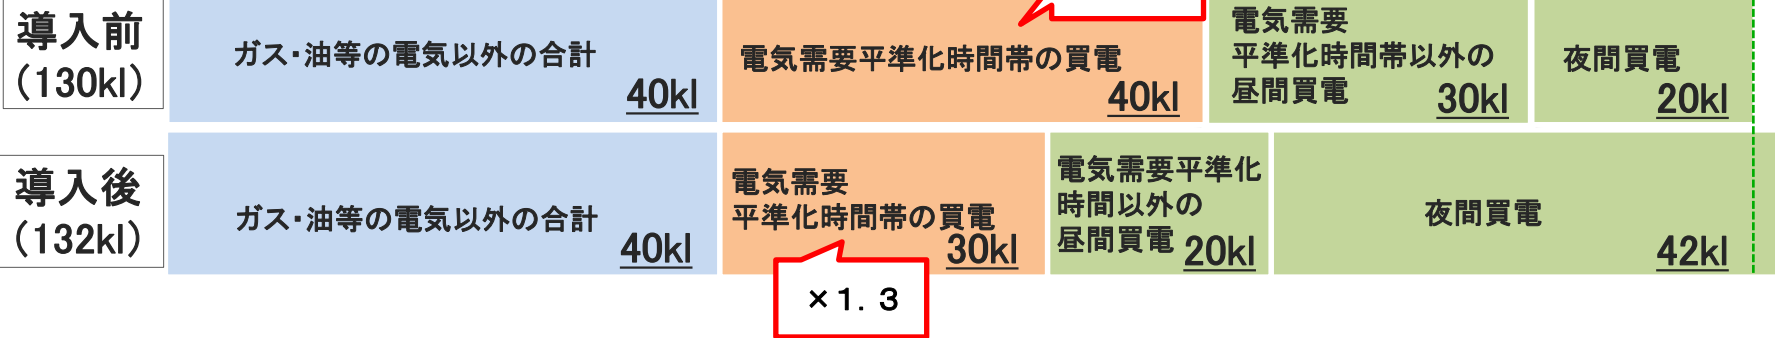 導入前
(130kl)
ガス・油等の電気以外の合計
40kl
電気需要平準化時間帯の買電
40kl
電気需要
平準化時間帯以外の
昼間買電
30kl
夜間買電
20kl
導入後
(132kl)
ガス・油等の電気以外の合計
40kl
電気需要
平準化時間帯の買電
30kl
電気需要平準化
時間以外の
昼間買電
20kl
夜間買電
42kl
×１．３